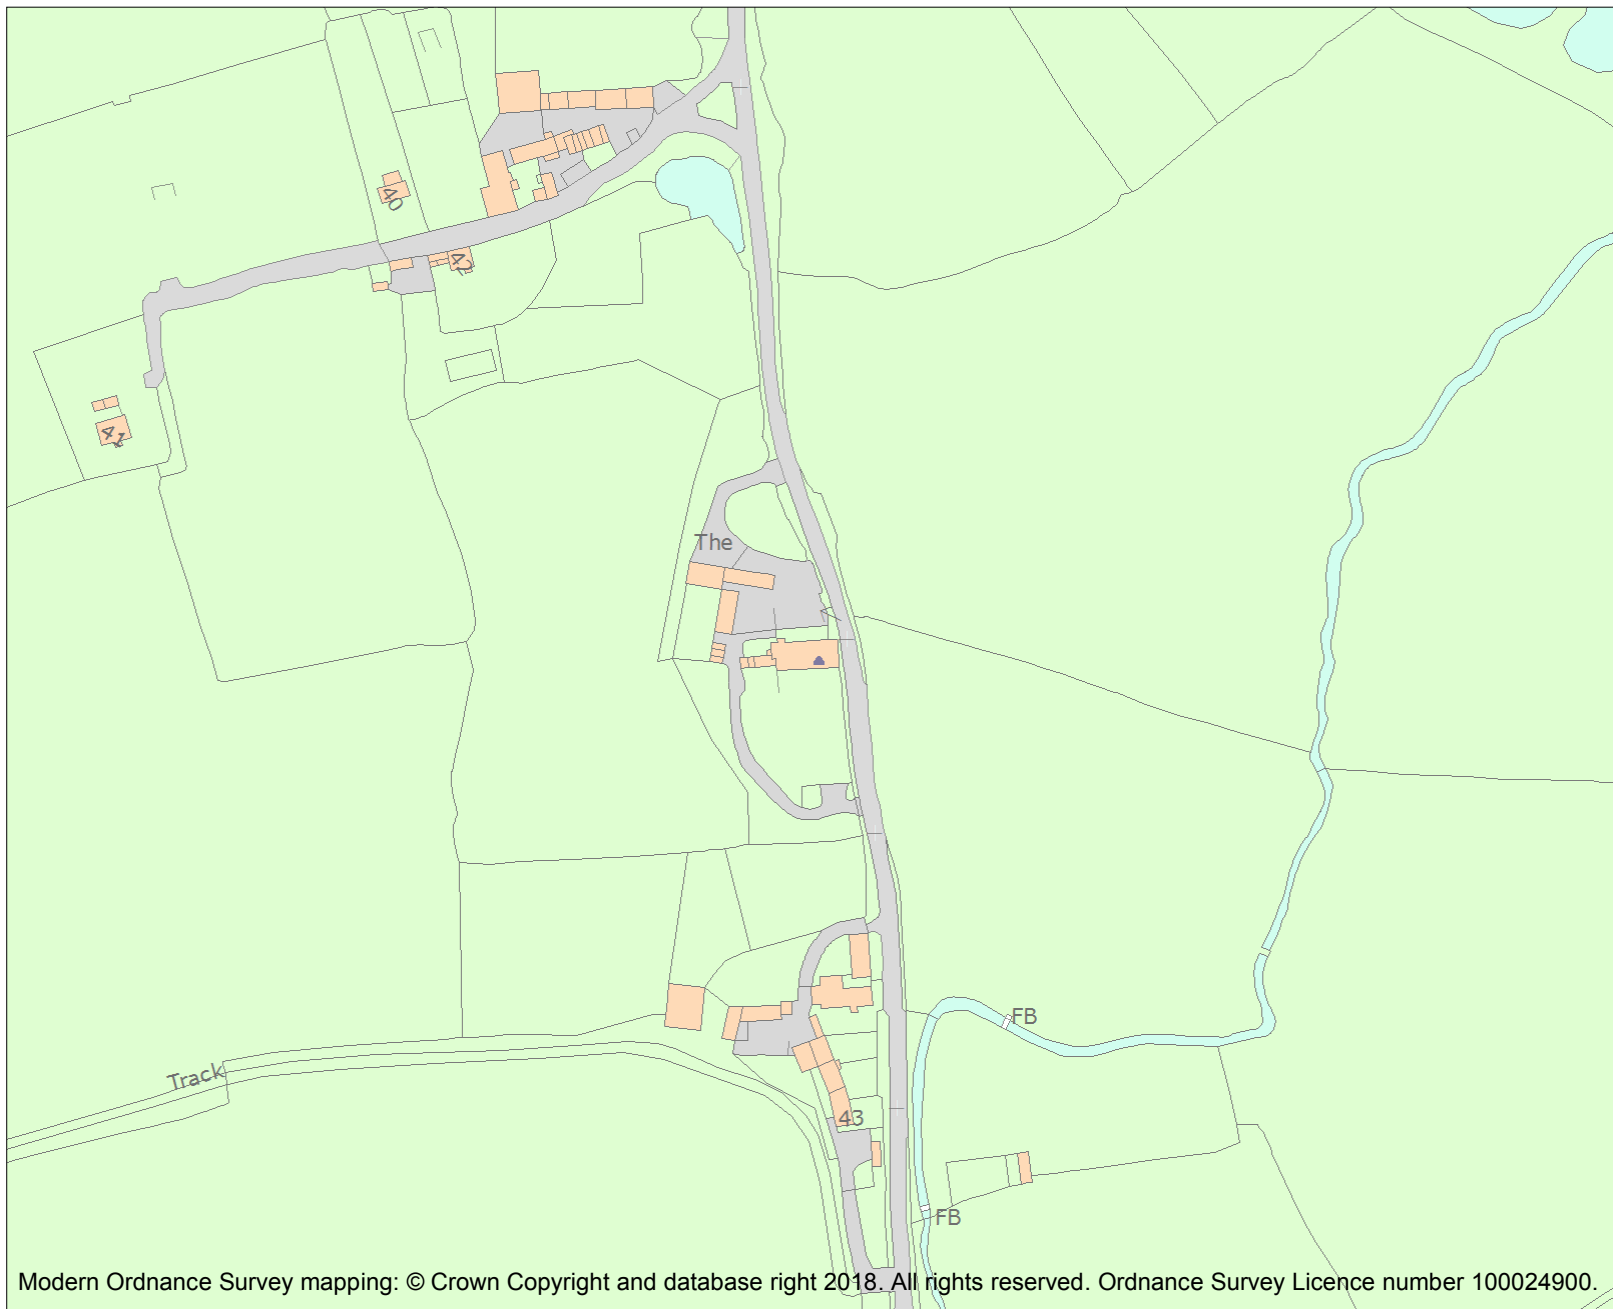 40
42
41
The
FB
Track
43
FB
Modern Ordnance Survey mapping: © Crown Copyright and database right 2018. All rights reserved. Ordnance Survey Licence number 100024900.